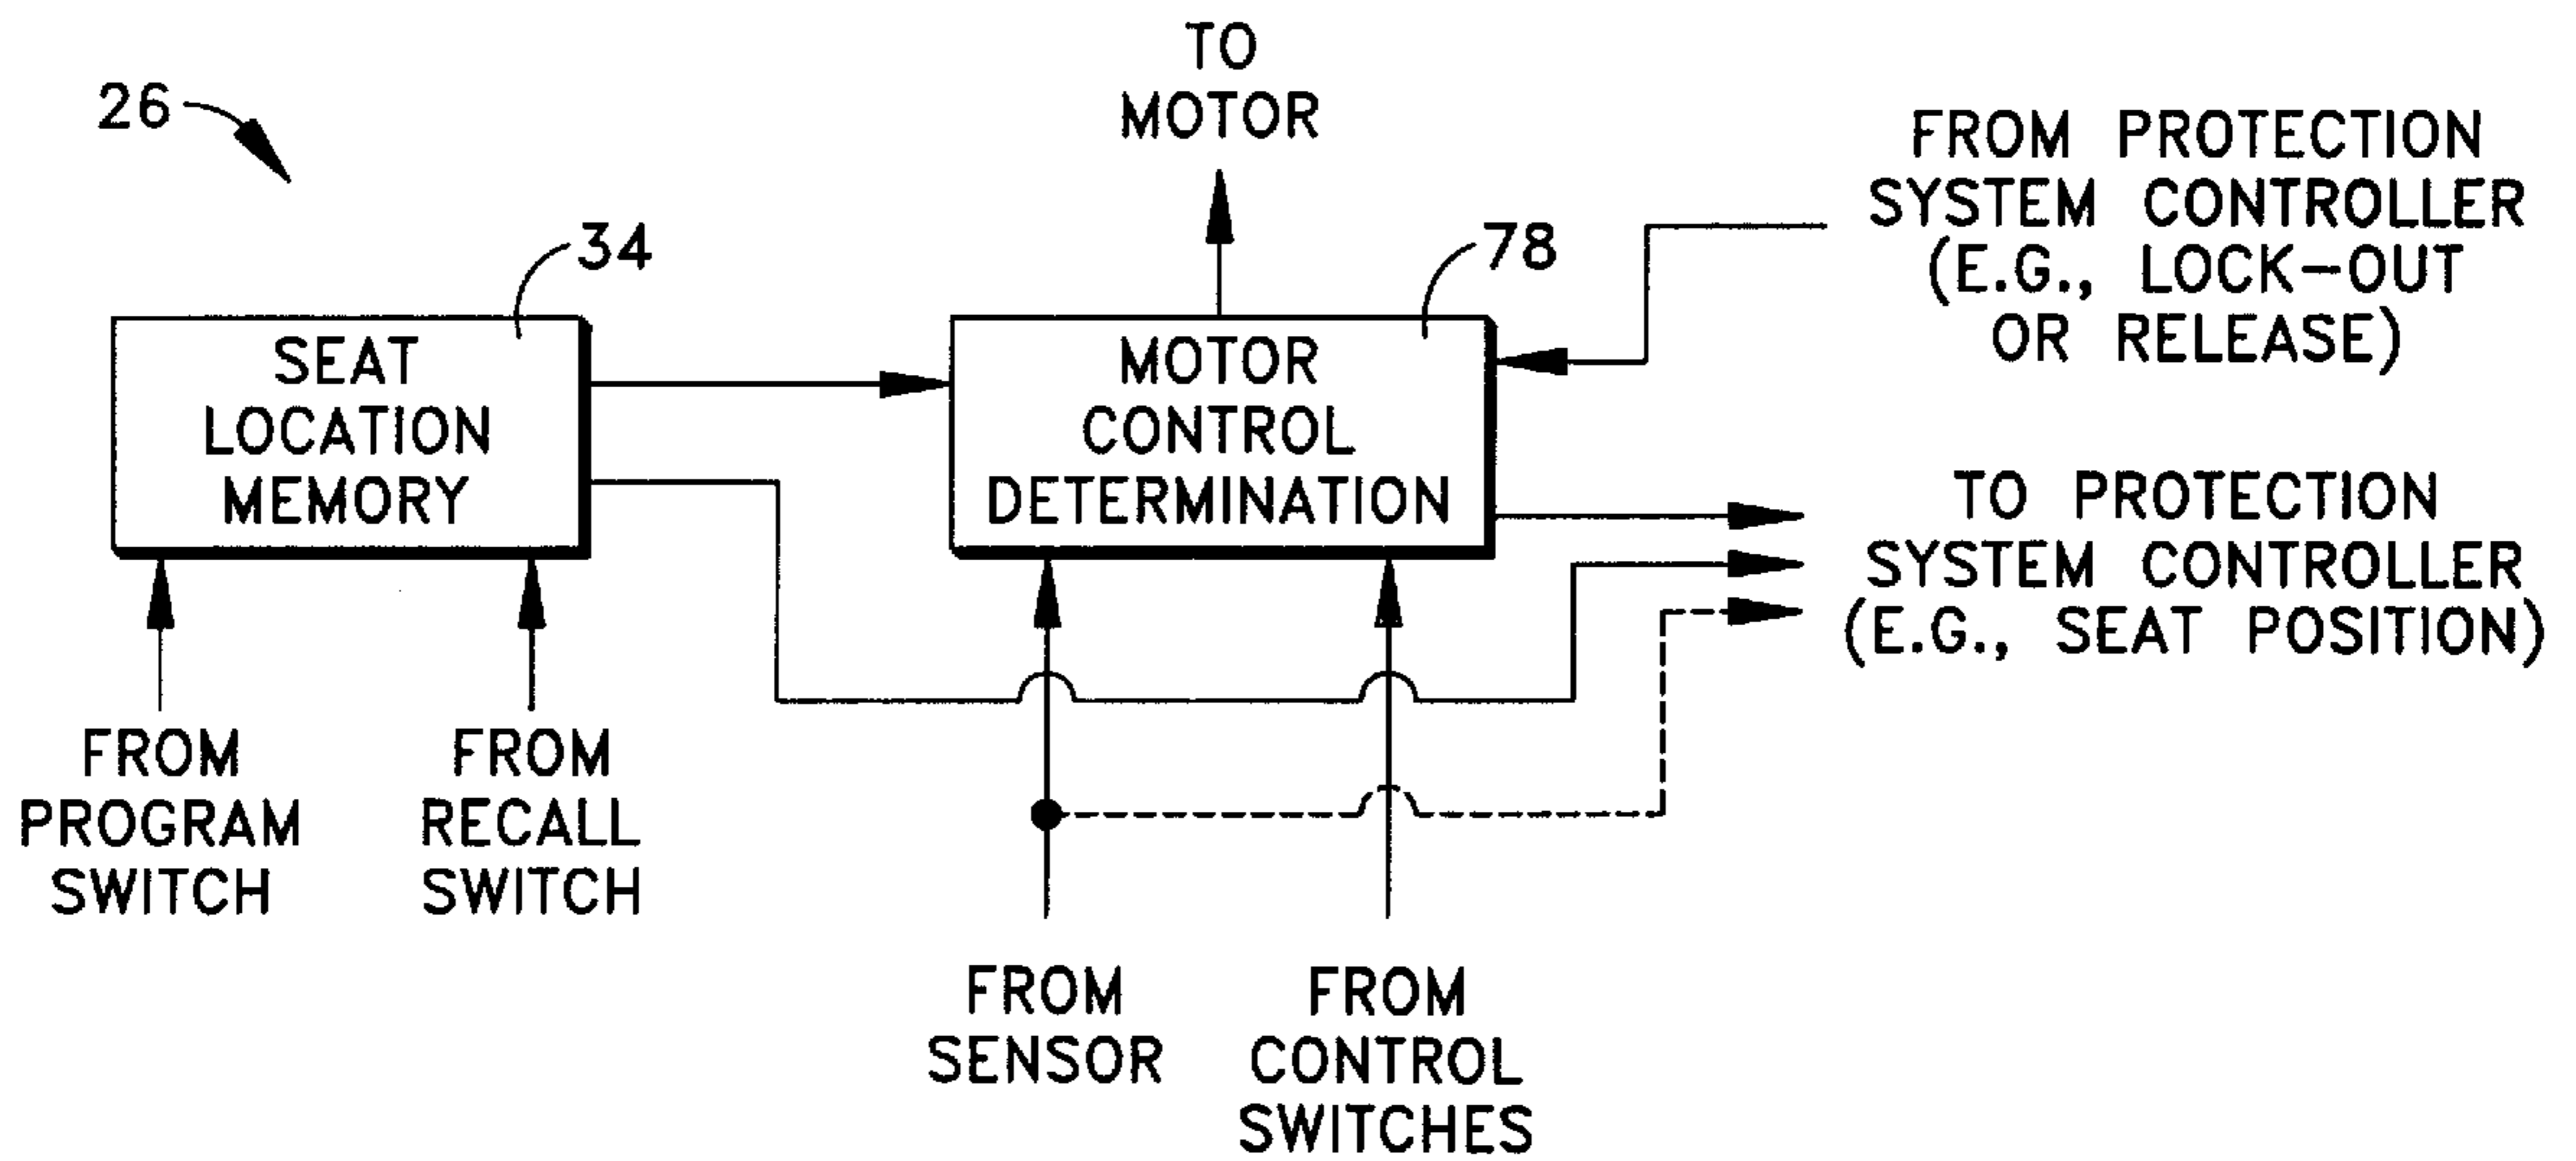 26
TO
MOTOR
FROM PROTECTION
SYSTEM CONTROLLER
(E.G., LOCK-OUT
OR RELEASE)
34
78
SEAT
LOCATION
MEMORY
MOTOR
CONTROL
DETERMINATION
TO PROTECTION
SYSTEM CONTROLLER
(E.G., SEAT POSITION)
FROM
PROGRAM
SWITCH
FROM
RECALL
SWITCH
FROM
SENSOR
FROM
CONTROL
SWITCHES